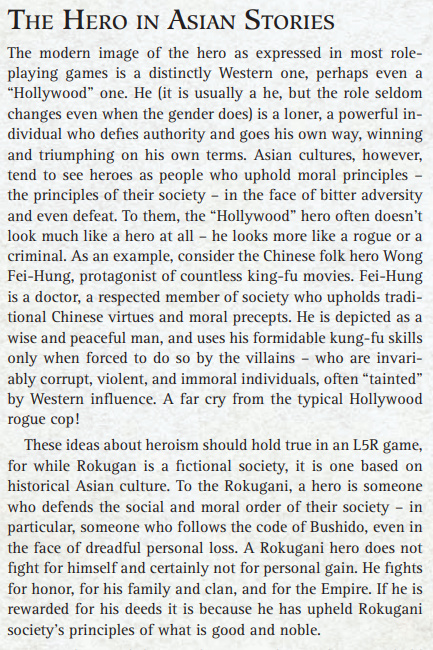 THE HERO IN ASIAN STORIES
The modern image of the hero as expressed in most role-
playing games is a distinctly Western one, perhaps even a
“Hollywood” one. He (it is usually a he, but the role seldom
changes even when the gender does) is a loner, a powerful in-
dividual who defies authority and goes his own way, winning
and triumphing on his own terms. Asian cultures, however,
tend to see heroes as people who uphold moral principles –
the principles of their society – in the face of bitter adversity
and even defeat. To them, the “Hollywood” hero often doesn’t
look much like a hero at all – he looks more like a rogue or a
criminal. As an example, consider the Chinese folk hero Wong
Fei-Hung, protagonist of countless king-fu movies. Fei-Hung
is a doctor, a respected member of society who upholds tradi-
tional Chinese virtues and moral precepts. He is depicted as a
wise and peaceful man, and uses his formidable kung-fu skills
only when forced to do so by the villains – who are invari-
ably corrupt, violent, and immoral individuals, often “tainted”
by Western influence. A far cry from the typical Hollywood
rogue cop!
These ideas about heroism should hold true in an L5R game,
for while Rokugan is a fictional society, it is one based on
historical Asian culture. To the Rokugani, a hero is someone
who defends the social and moral order of their society – in
particular, someone who follows the code of Bushido, even in
the face of dreadful personal loss. A Rokugani hero does not
fight for himself and certainly not for personal gain. He fights
for honor, for his family and clan, and for the Empire. If he is
rewarded for his deeds it is because he has upheld Rokugani
society’s principles of what is good and noble.